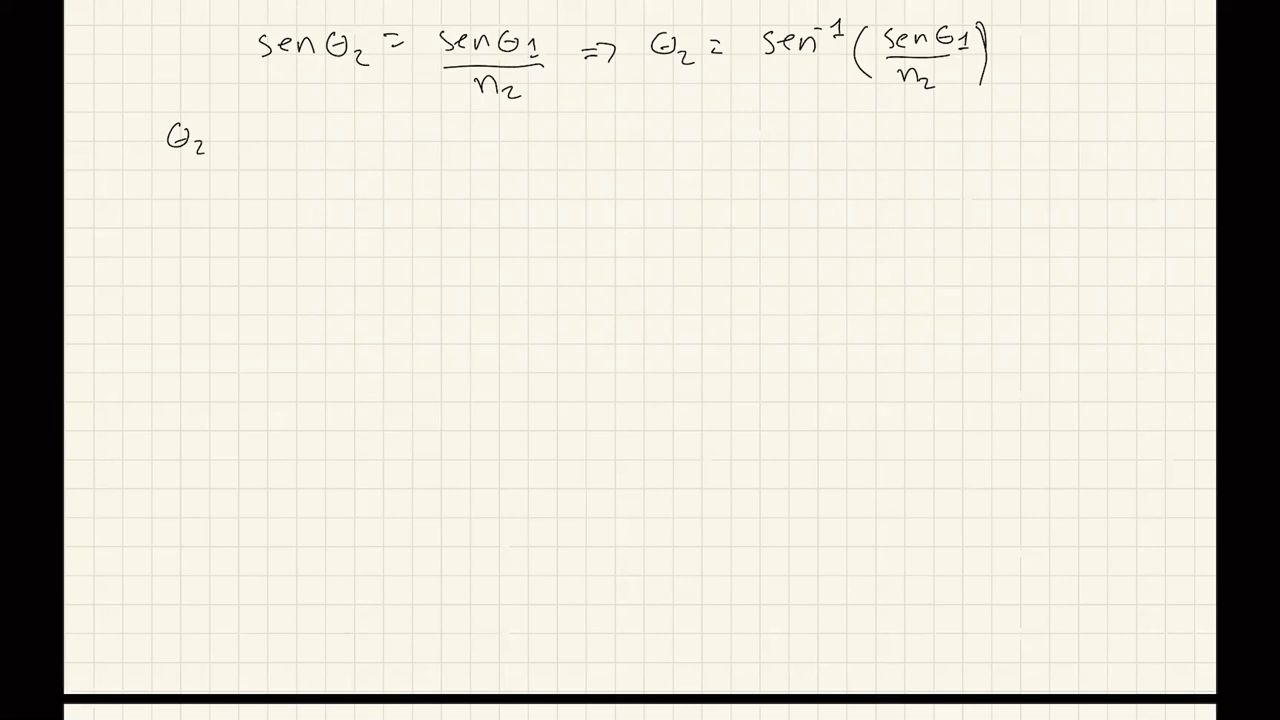 sen θ₂ = sen θ₁ / n₂ ⇒ θ₂ = sen⁻¹ (sen θ₁ / n₂)
θ₂